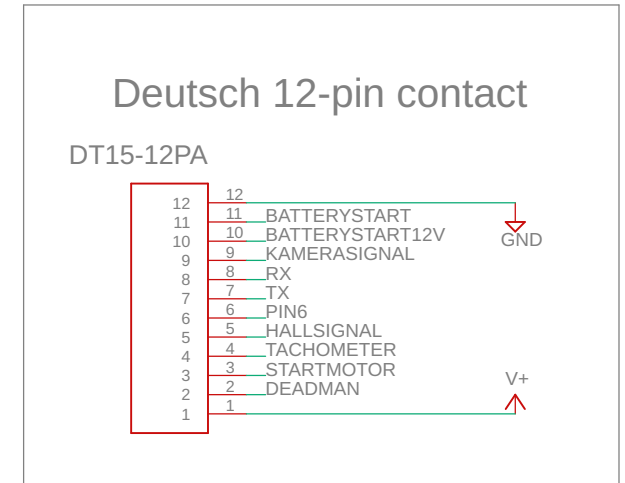 Deutsch 12-pin contact
DT15-12PA
12 12
11 11 BATTERYSTART
10 10 BATTERYSTART12V
GND
9 9 KAMERASIGNAL
8 8 RX
7 7 TX
6 6 PIN6
5 5 HALLSIGNAL
4 4 TACHOMETER
3 3 STARTMOTOR
V+
2 2 DEADMAN
1 1